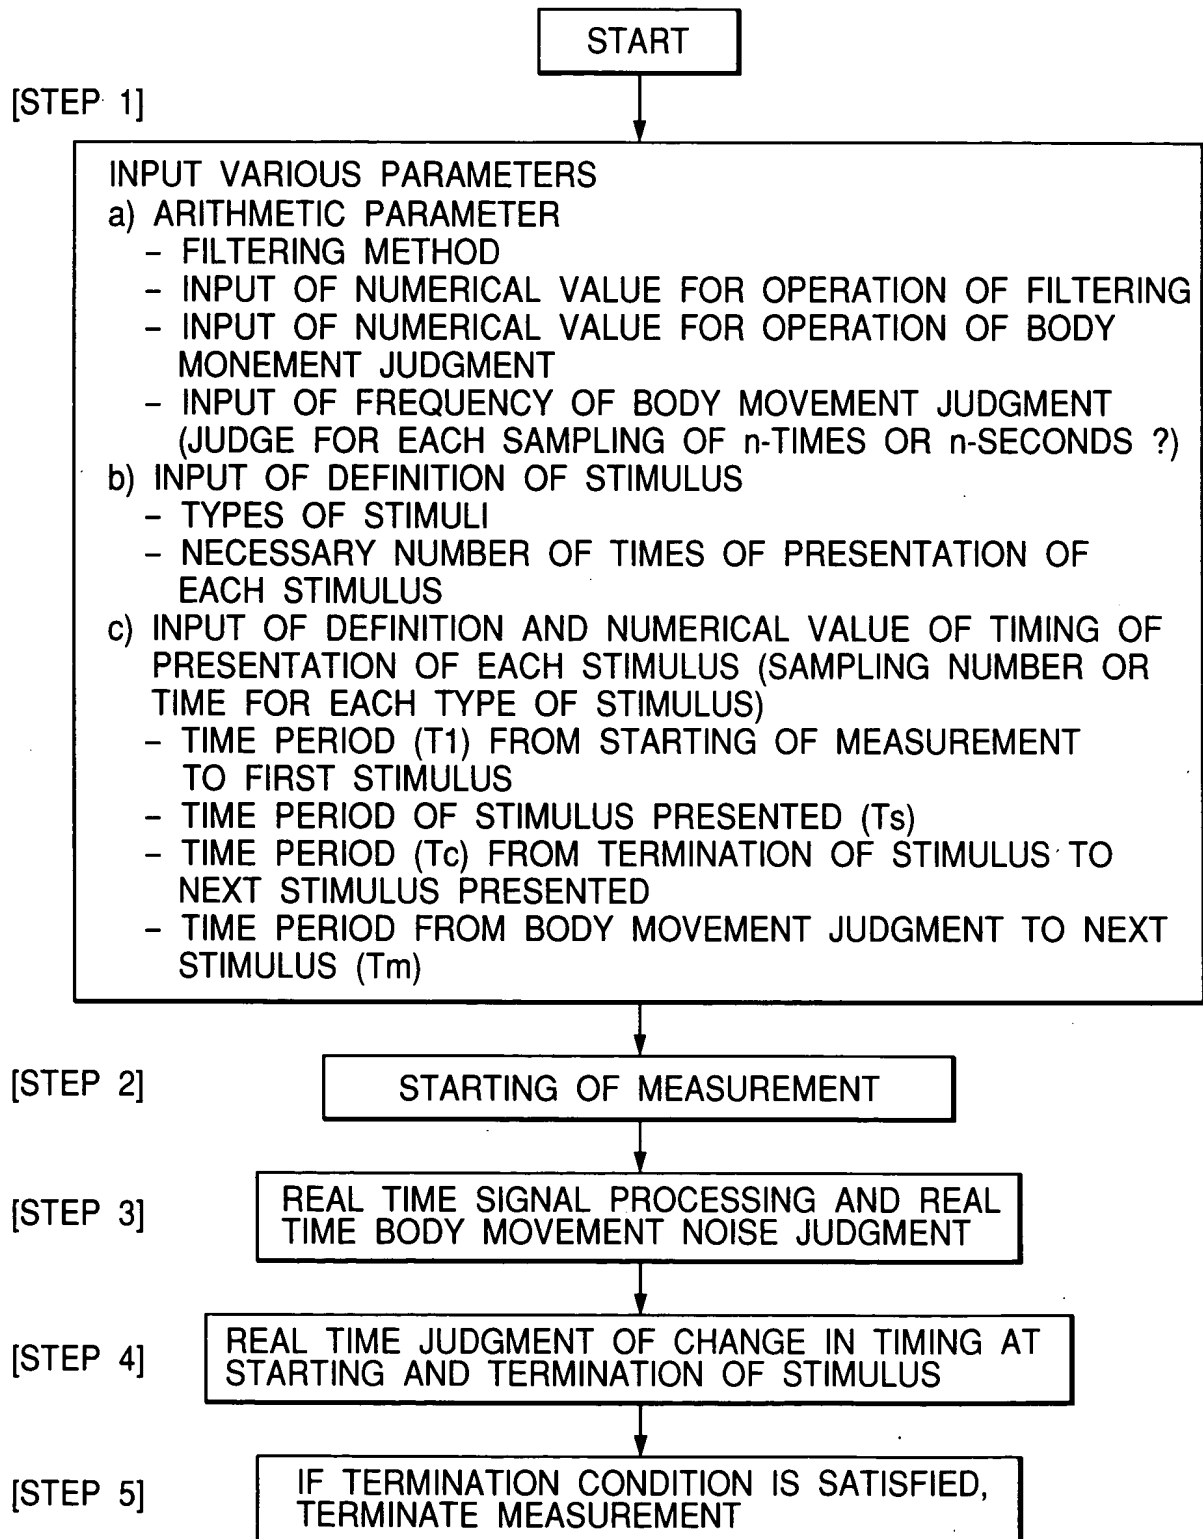 START
[STEP 1]
INPUT VARIOUS PARAMETERS
a) ARITHMETIC PARAMETER
– FILTERING METHOD
– INPUT OF NUMERICAL VALUE FOR OPERATION OF FILTERING
– INPUT OF NUMERICAL VALUE FOR OPERATION OF BODY
MONEMENT JUDGMENT
– INPUT OF FREQUENCY OF BODY MOVEMENT JUDGMENT
(JUDGE FOR EACH SAMPLING OF n-TIMES OR n-SECONDS ?)
b) INPUT OF DEFINITION OF STIMULUS
– TYPES OF STIMULI
– NECESSARY NUMBER OF TIMES OF PRESENTATION OF
EACH STIMULUS
c) INPUT OF DEFINITION AND NUMERICAL VALUE OF TIMING OF
PRESENTATION OF EACH STIMULUS (SAMPLING NUMBER OR
TIME FOR EACH TYPE OF STIMULUS)
– TIME PERIOD (T1) FROM STARTING OF MEASUREMENT
TO FIRST STIMULUS
– TIME PERIOD OF STIMULUS PRESENTED (Ts)
– TIME PERIOD (Tc) FROM TERMINATION OF STIMULUS TO
NEXT STIMULUS PRESENTED
– TIME PERIOD FROM BODY MOVEMENT JUDGMENT TO NEXT
STIMULUS (Tm)
[STEP 2]
STARTING OF MEASUREMENT
[STEP 3]
REAL TIME SIGNAL PROCESSING AND REAL
TIME BODY MOVEMENT NOISE JUDGMENT
[STEP 4]
REAL TIME JUDGMENT OF CHANGE IN TIMING AT
STARTING AND TERMINATION OF STIMULUS
[STEP 5]
IF TERMINATION CONDITION IS SATISFIED,
TERMINATE MEASUREMENT